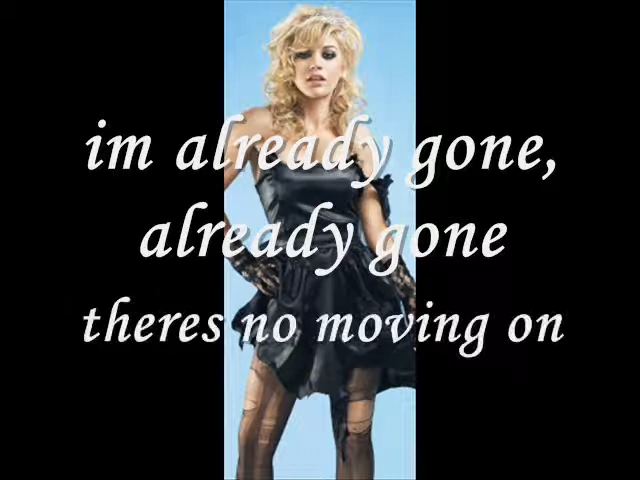 im already gone,
already gone
theres no moving on